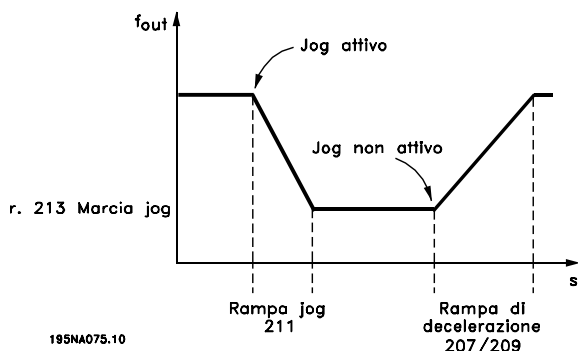 fout
Jog attivo
Jog non attivo
r. 213 Marcia jog
s
Rampa jog
211
Rampa di
decelerazione
207/209
195NA075.10